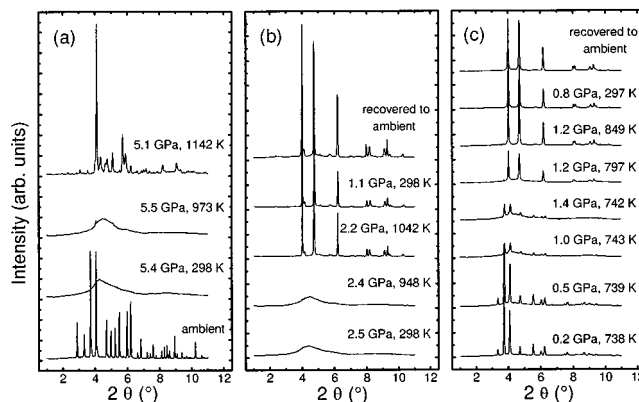 (a)
5.1 GPa, 1142 K
5.5 GPa, 973 K
5.4 GPa, 298 K
ambient
2 4 6 8 10 12
2 θ (°)
Intensity (arb. units)
(b)
recovered to
ambient
1.1 GPa, 298 K
2.2 GPa, 1042 K
2.4 GPa, 948 K
2.5 GPa, 298 K
2 4 6 8 10 12
2 θ (°)
(c)
recovered to
ambient
0.8 GPa, 297 K
1.2 GPa, 849 K
1.2 GPa, 797 K
1.4 GPa, 742 K
1.0 GPa, 743 K
0.5 GPa, 739 K
0.2 GPa, 738 K
2 4 6 8 10 12
2 θ (°)